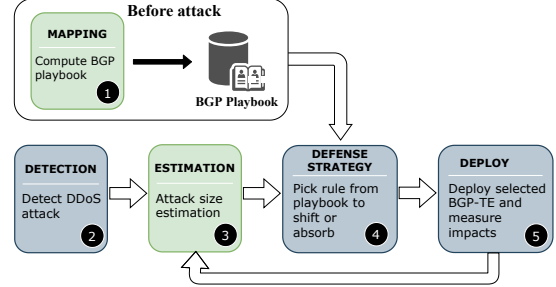 Before attack
MAPPING
Compute BGP
playbook
1
BGP Playbook
DETECTION
Detect DDoS
attack
2
ESTIMATION
Attack size
estimation
3
DEFENSE
STRATEGY
Pick rule from
playbook to
shift or
absorb
4
DEPLOY
Deploy selected
BGP-TE and
measure
impacts
5